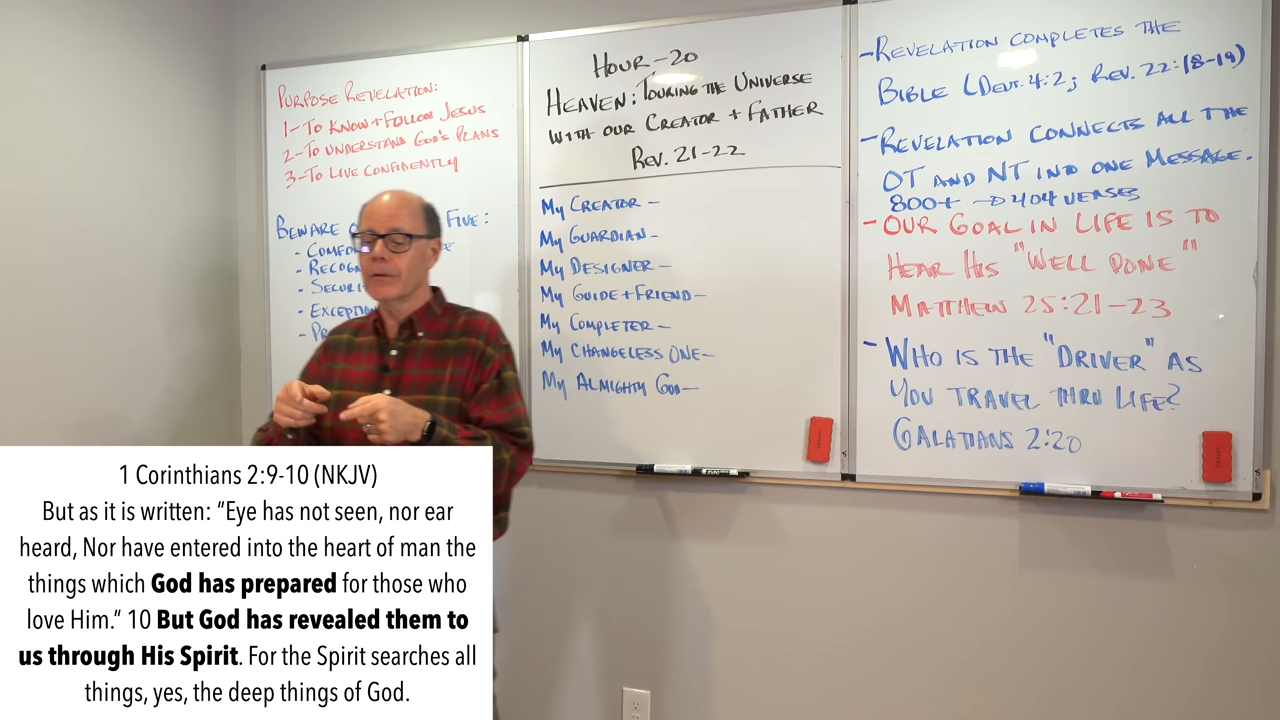 PURPOSE REVELATION:
1- TO KNOW + FOLLOW JESUS
2- TO UNDERSTAND GOD'S PLANS
3- TO LIVE CONFIDENTLY
BEWARE FIVE:
- COMFO
- RECOGN
- SECURI
- EXCEPTION
- PR
HOUR-20
HEAVEN: TOURING THE UNIVERSE
WITH OUR CREATOR + FATHER
REV. 21-22
MY CREATOR -
MY GUARDIAN -
MY DESIGNER -
MY GUIDE + FRIEND -
MY COMPLETER -
MY CHANGELESS ONE -
MY ALMIGHTY GOD -
- REVELATION COMPLETES THE
BIBLE (DEUT. 4:2; REV. 22:18-19)
- REVELATION CONNECTS ALL THE
OT AND NT INTO ONE MESSAGE.
800+ → 404 VERSES
- OUR GOAL IN LIFE IS TO
HEAR HIS "WELL DONE"
MATTHEW 25:21-23
- WHO IS THE "DRIVER" AS
YOU TRAVEL THRU LIFE?
GALATIANS 2:20
1 Corinthians 2:9-10 (NKJV)
But as it is written: “Eye has not seen, nor ear
heard, Nor have entered into the heart of man the
things which God has prepared for those who
love Him.” 10 But God has revealed them to
us through His Spirit. For the Spirit searches all
things, yes, the deep things of God.